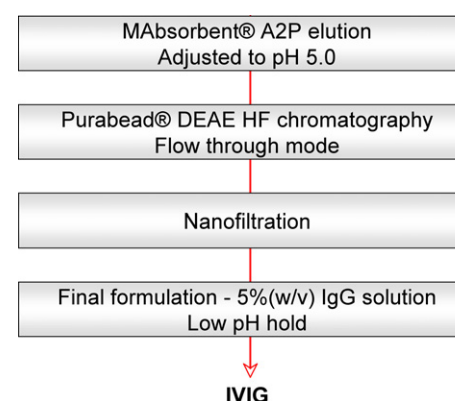 MAbsorbent® A2P elution
Adjusted to pH 5.0
Purabead® DEAE HF chromatography
Flow through mode
Nanofiltration
Final formulation - 5%(w/v) IgG solution
Low pH hold
IVIG